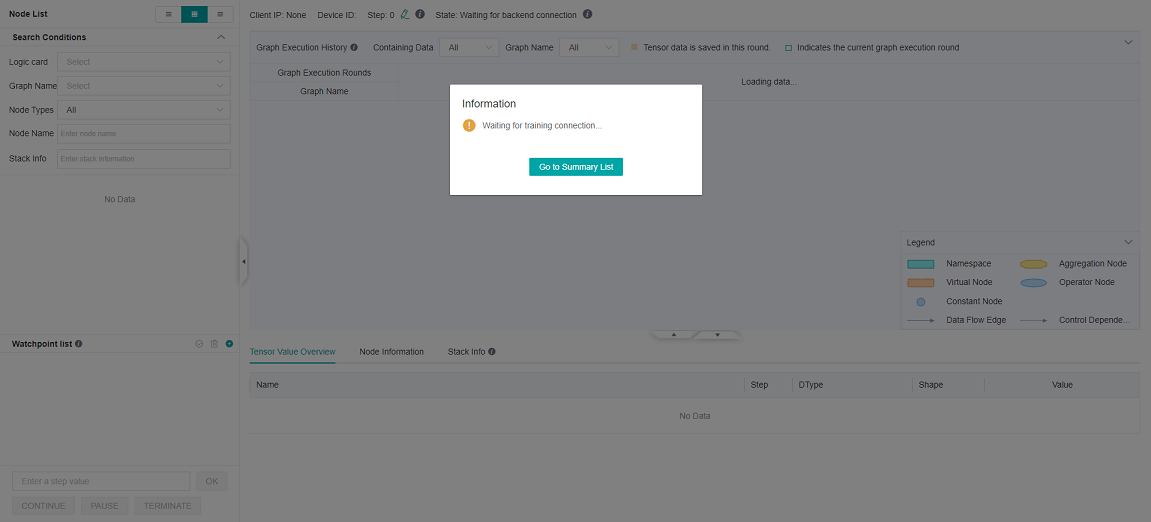 Node List
Client IP: None Device ID: Step: 0 State: Waiting for backend connection
Search Conditions
Logic card Select
Graph Name Select
Node Types All
Node Name Enter node name
Stack Info Enter stack information
No Data
Graph Execution History Containing Data All Graph Name All Tensor data is saved in this round. Indicates the current graph execution round
Graph Execution Rounds
Graph Name
Loading data...
Information
Waiting for training connection...
Go to Summary List
Legend
Namespace Aggregation Node
Virtual Node Operator Node
Constant Node
Data Flow Edge Control Depende...
Watchpoint list
Tensor Value Overview Node Information Stack Info
Name Step DType Shape Value
No Data
Enter a step value OK
CONTINUE PAUSE TERMINATE